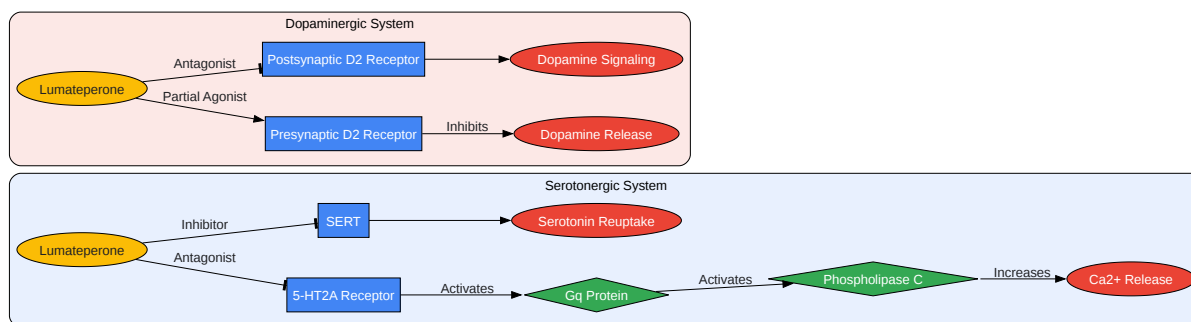 Dopaminergic System
Lumateperone
Antagonist
Postsynaptic D2 Receptor
Dopamine Signaling
Partial Agonist
Presynaptic D2 Receptor
Inhibits
Dopamine Release
Serotonergic System
Lumateperone
Inhibitor
SERT
Serotonin Reuptake
Antagonist
5-HT2A Receptor
Activates
Gq Protein
Activates
Phospholipase C
Increases
Ca2+ Release